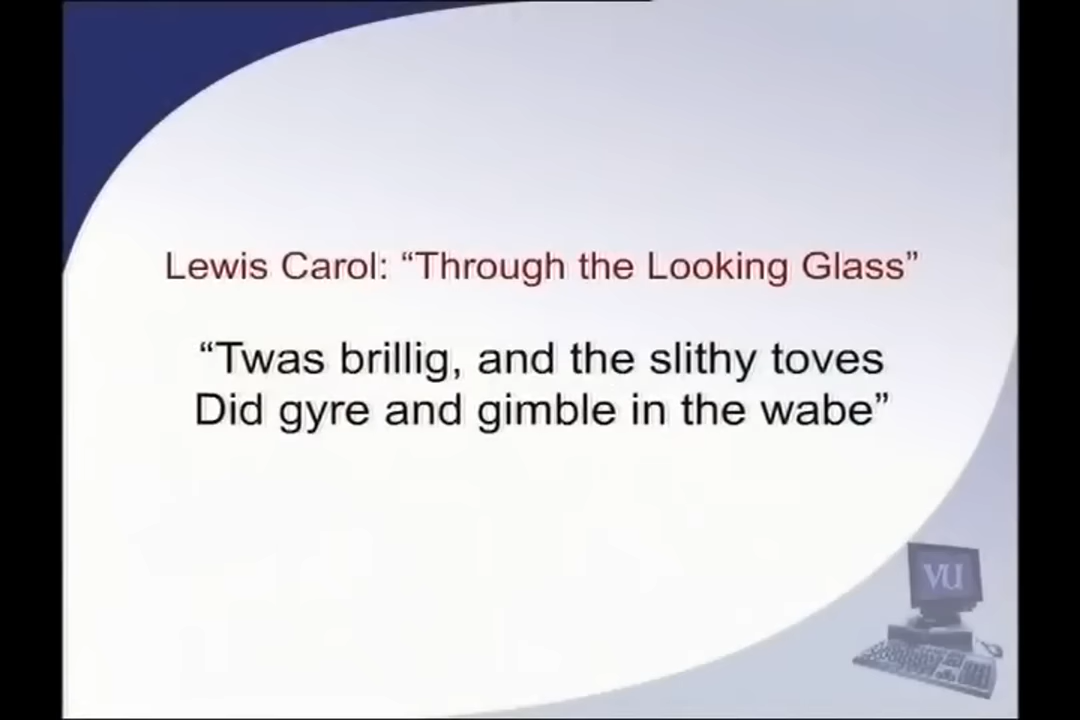 Lewis Carol: “Through the Looking Glass”
“Twas brillig, and the slithy toves
Did gyre and gimble in the wabe”
VU